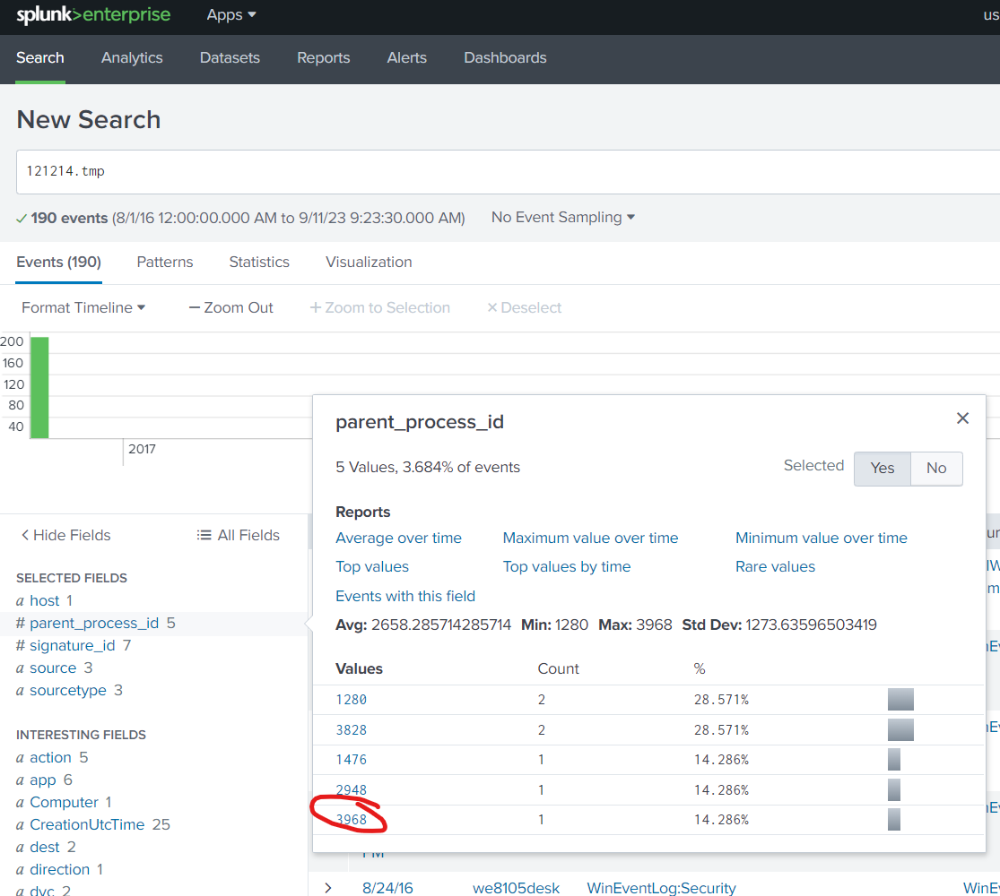 splunk>enterprise Apps us
Search Analytics Datasets Reports Alerts Dashboards
New Search
121214.tmp
190 events (8/1/16 12:00:00.000 AM to 9/11/23 9:23:30.000 AM) No Event Sampling
Events (190) Patterns Statistics Visualization
Format Timeline — Zoom Out + Zoom to Selection × Deselect
200
160
120
80
40
2017
parent_process_id
5 Values, 3.684% of events Selected Yes No
Reports
Average over time Maximum value over time Minimum value over time
Top values Top values by time Rare values
Events with this field
Avg: 2658.285714285714 Min: 1280 Max: 3968 Std Dev: 1273.63596503419
Values Count %
1280 2 28.571%
3828 2 28.571%
1476 1 14.286%
2948 1 14.286%
3968 1 14.286%
< Hide Fields All Fields
SELECTED FIELDS
a host 1
# parent_process_id 5
# signature_id 7
a source 3
a sourcetype 3
INTERESTING FIELDS
a action 5
a app 6
a Computer 1
a CreationUtcTime 25
a dest 2
a direction 1
a dvc 2
PM
> 8/24/16 we8105desk WinEventLog:Security WinEv